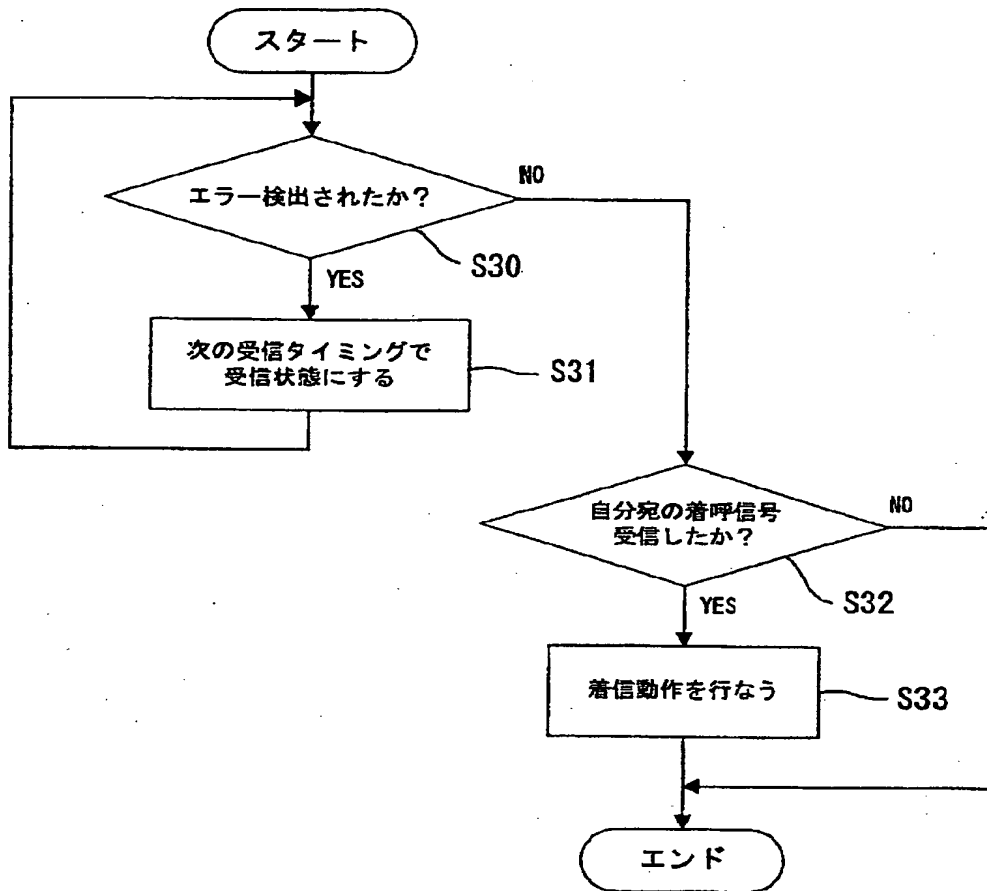 スタート
エラー検出されたか?
NO
S30
YES
次の受信タイミングで
受信状態にする
S31
自分宛の着呼信号
受信したか?
NO
S32
YES
着信動作を行なう
S33
エンド